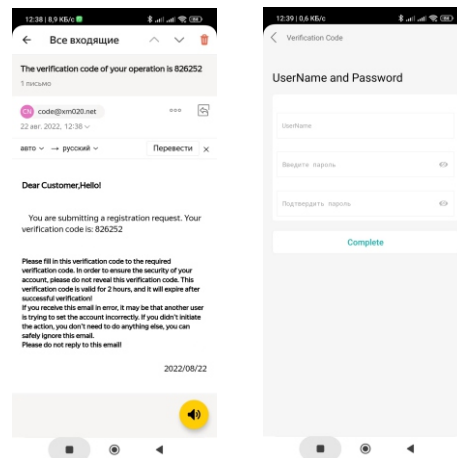 12:38 | 8,9 КБ/с
Все входящие
The verification code of your operation is 826252
1 письмо
CN code@xm020.net
22 авг. 2022, 12:38
авто → русский Перевести ×
Dear Customer,Hello!
You are submitting a registration request. Your
verification code is: 826252
Please fill in this verification code to the required
verification code. In order to ensure the security of your
account, please do not reveal this verification code. This
verification code is valid for 2 hours, and it will expire after
successful verification!
If you receive this email in error, it may be that another user
is trying to set the account incorrectly. If you didn't initiate
the action, you don't need to do anything else, you can
safely ignore this email.
Please do not reply to this email!
2022/08/22
12:39 | 0,6 КБ/с
Verification Code
UserName and Password
UserName
Введите пароль
Подтвердить пароль
Complete